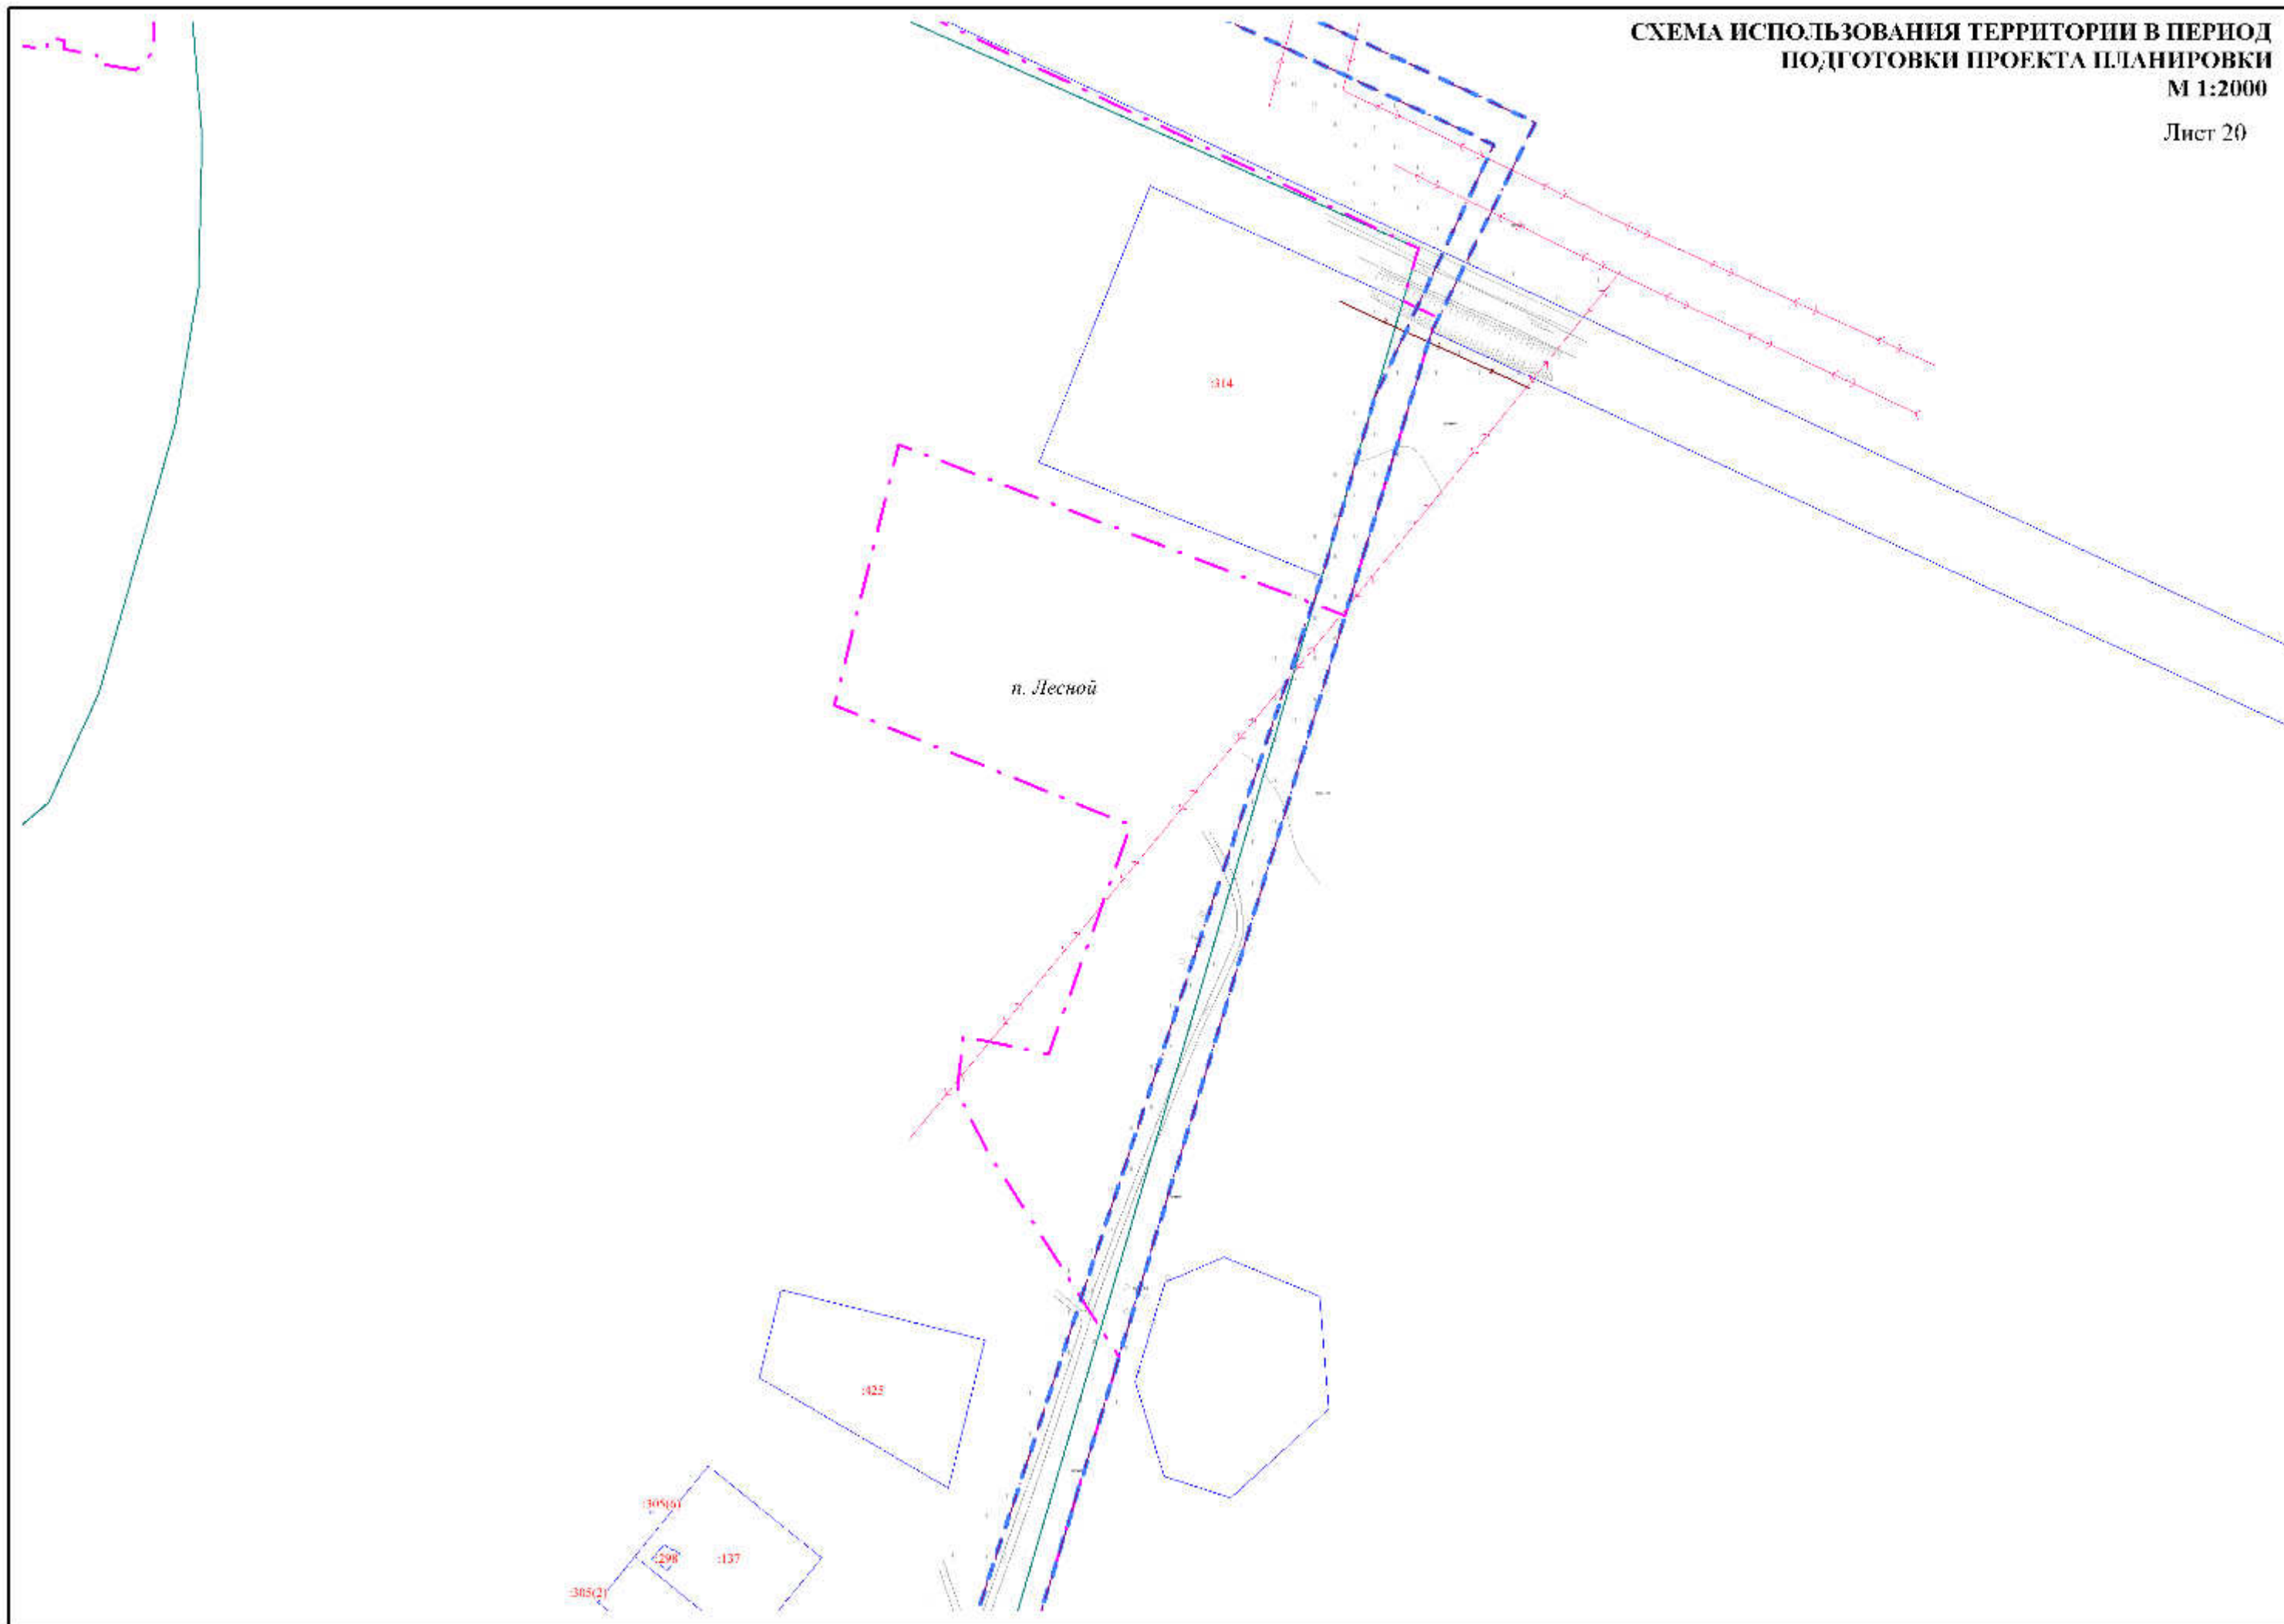 СХЕМА ИСПОЛЬЗОВАНИЯ ТЕРРИТОРИИ В ПЕРИОД
ПОДГОТОВКИ ПРОЕКТА ПЛАНИРОВКИ
М 1:2000
Лист 20
:314
п. Лесной
:425
:305(6)
:298
:137
:305(2)